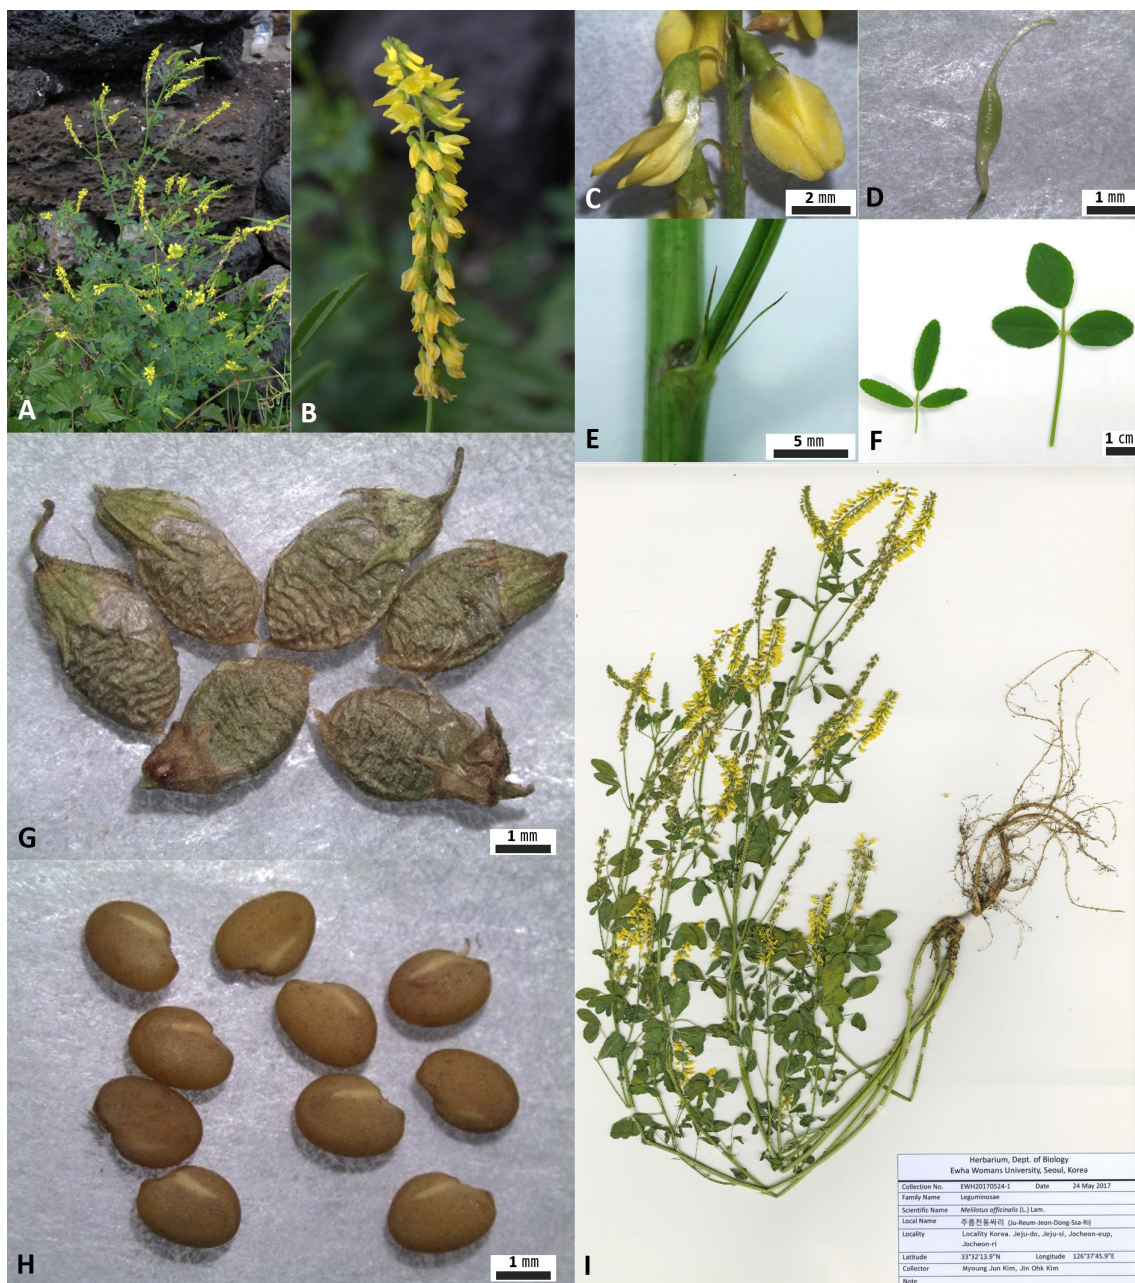 A
B
C
2 mm
D
1 mm
E
5 mm
F
1 cm
G
1 mm
H
1 mm
I
Herbarium, Dept. of Biology
Ewha Womans University, Seoul, Korea
Collection No. EWH20170524-1 Date 24 May 2017
Family Name Leguminosae
Scientific Name Melilotus officinalis (L.) Lam.
Local Name 주름전동싸리 (Ju-Reum-Jeon-Dong-Ssa-Ri)
Locality Locality Korea. Jeju-do, Jeju-si, Jocheon-eup,
Jocheon-ri
Latitude 33°32'13.9"N Longitude 126°37'45.9"E
Collector Myoung Jun Kim, Jin Ohk Kim
Note